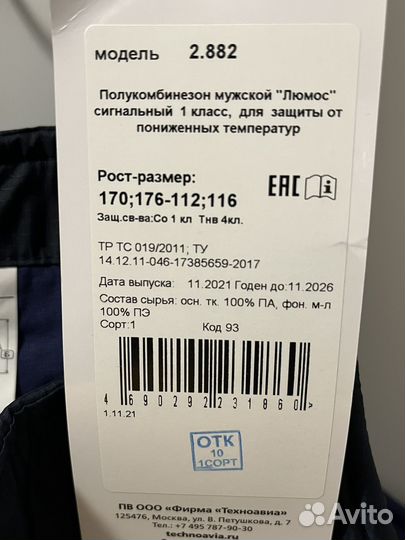 модель 2.882
Полукомбинезон мужской "Люмос"
сигнальный 1 класс, для защиты от
пониженных температур
Рост-размер:
170;176-112;116
Защ.св-ва:Со 1 кл Тнв 4кл.
EAC
ТР ТС 019/2011; ТУ
14.12.11-046-17385659-2017
Дата выпуска: 11.2021 Годен до:11.2026
Состав сырья: осн. тк. 100% ПА, фон. м-л
100% ПЭ
Сорт:1 Код 93
4690292231860>
1.11.21
ОТК
10
1СОРТ
ПВ ООО «Фирма «Техноавиа»
125476, Москва, ул. В. Петушкова, д. 7
Тел.: +7 495 787-90-30
technoavia.ru
Avito